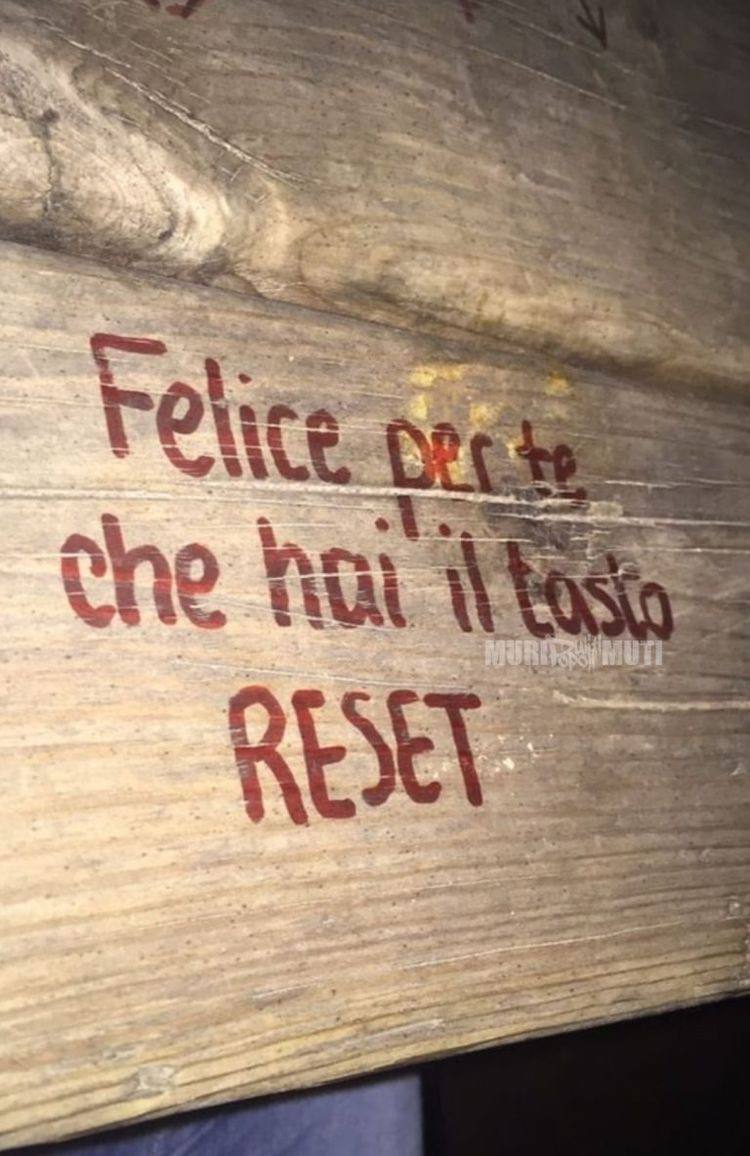 Felice per te
che hai il tasto
RESET